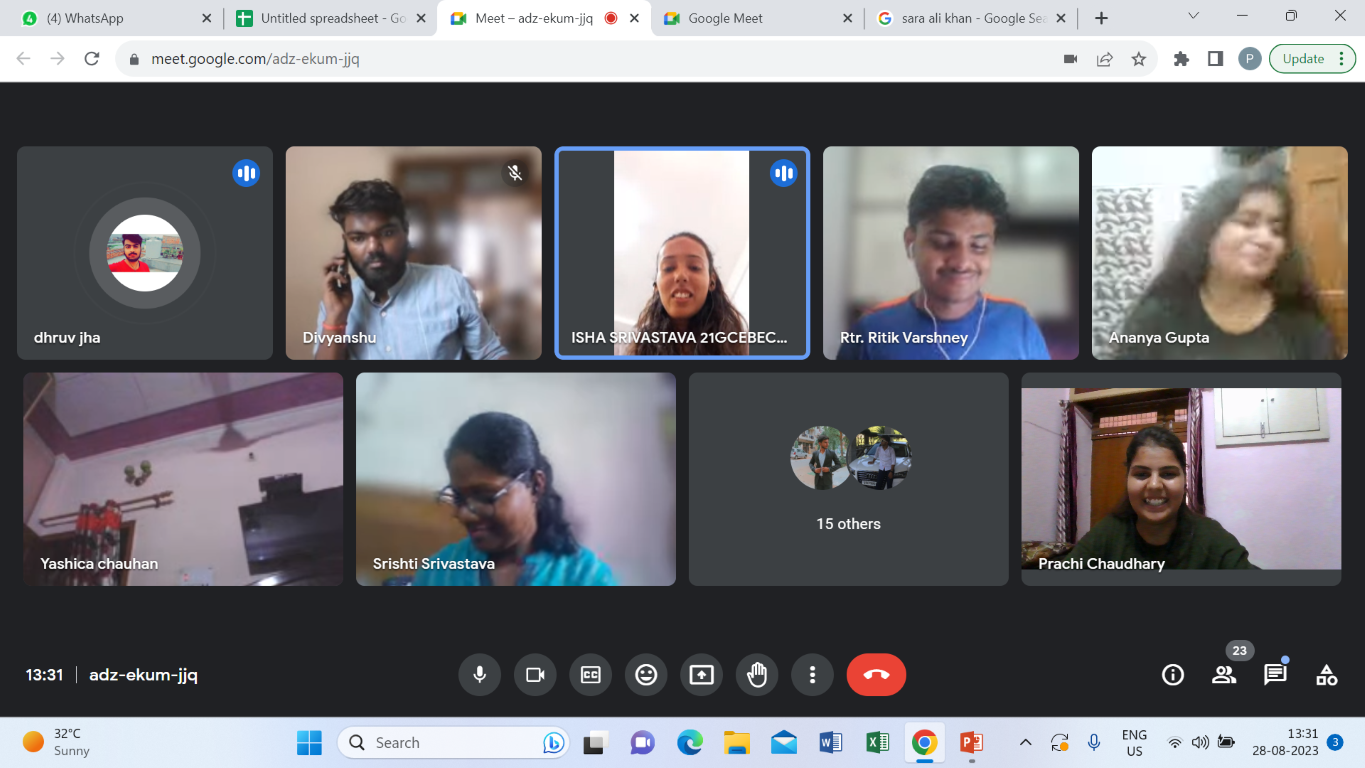 (4) WhatsApp
Untitled spreadsheet - Go
Meet – adz-ekum-jjq
Google Meet
sara ali khan - Google Sea
meet.google.com/adz-ekum-jjq
P
Update
dhruv jha
Divyanshu
ISHA SRIVASTAVA 21GCEBEC...
Rtr. Ritik Varshney
Ananya Gupta
Yashica chauhan
Srishti Srivastava
15 others
Prachi Chaudhary
13:31 | adz-ekum-jjq
CC
23
32°C
Sunny
Search
ENG
US
13:31
28-08-2023
3